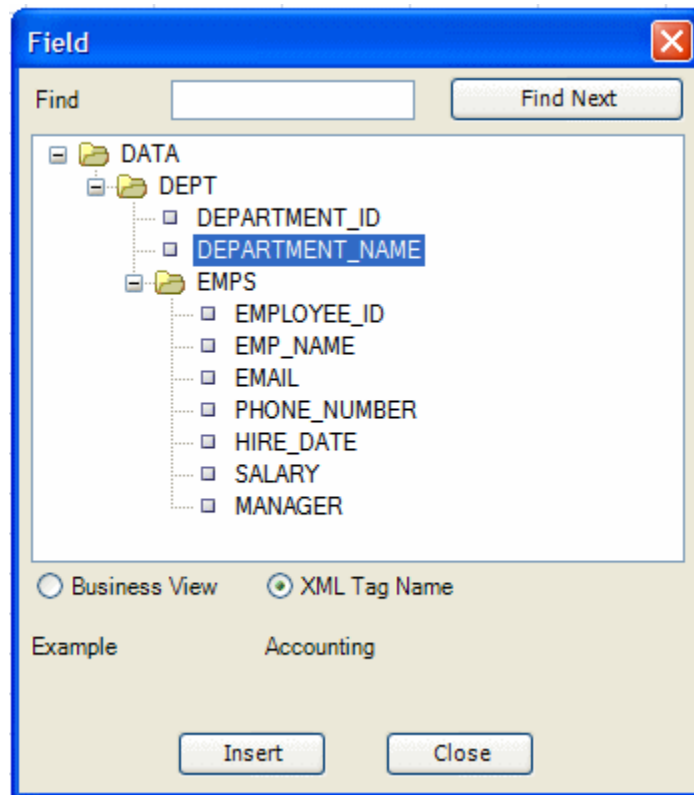 Field
Find Find Next
DATA
DEPT
DEPARTMENT_ID
DEPARTMENT_NAME
EMPS
EMPLOYEE_ID
EMP_NAME
EMAIL
PHONE_NUMBER
HIRE_DATE
SALARY
MANAGER
Business View XML Tag Name
Example Accounting
Insert Close